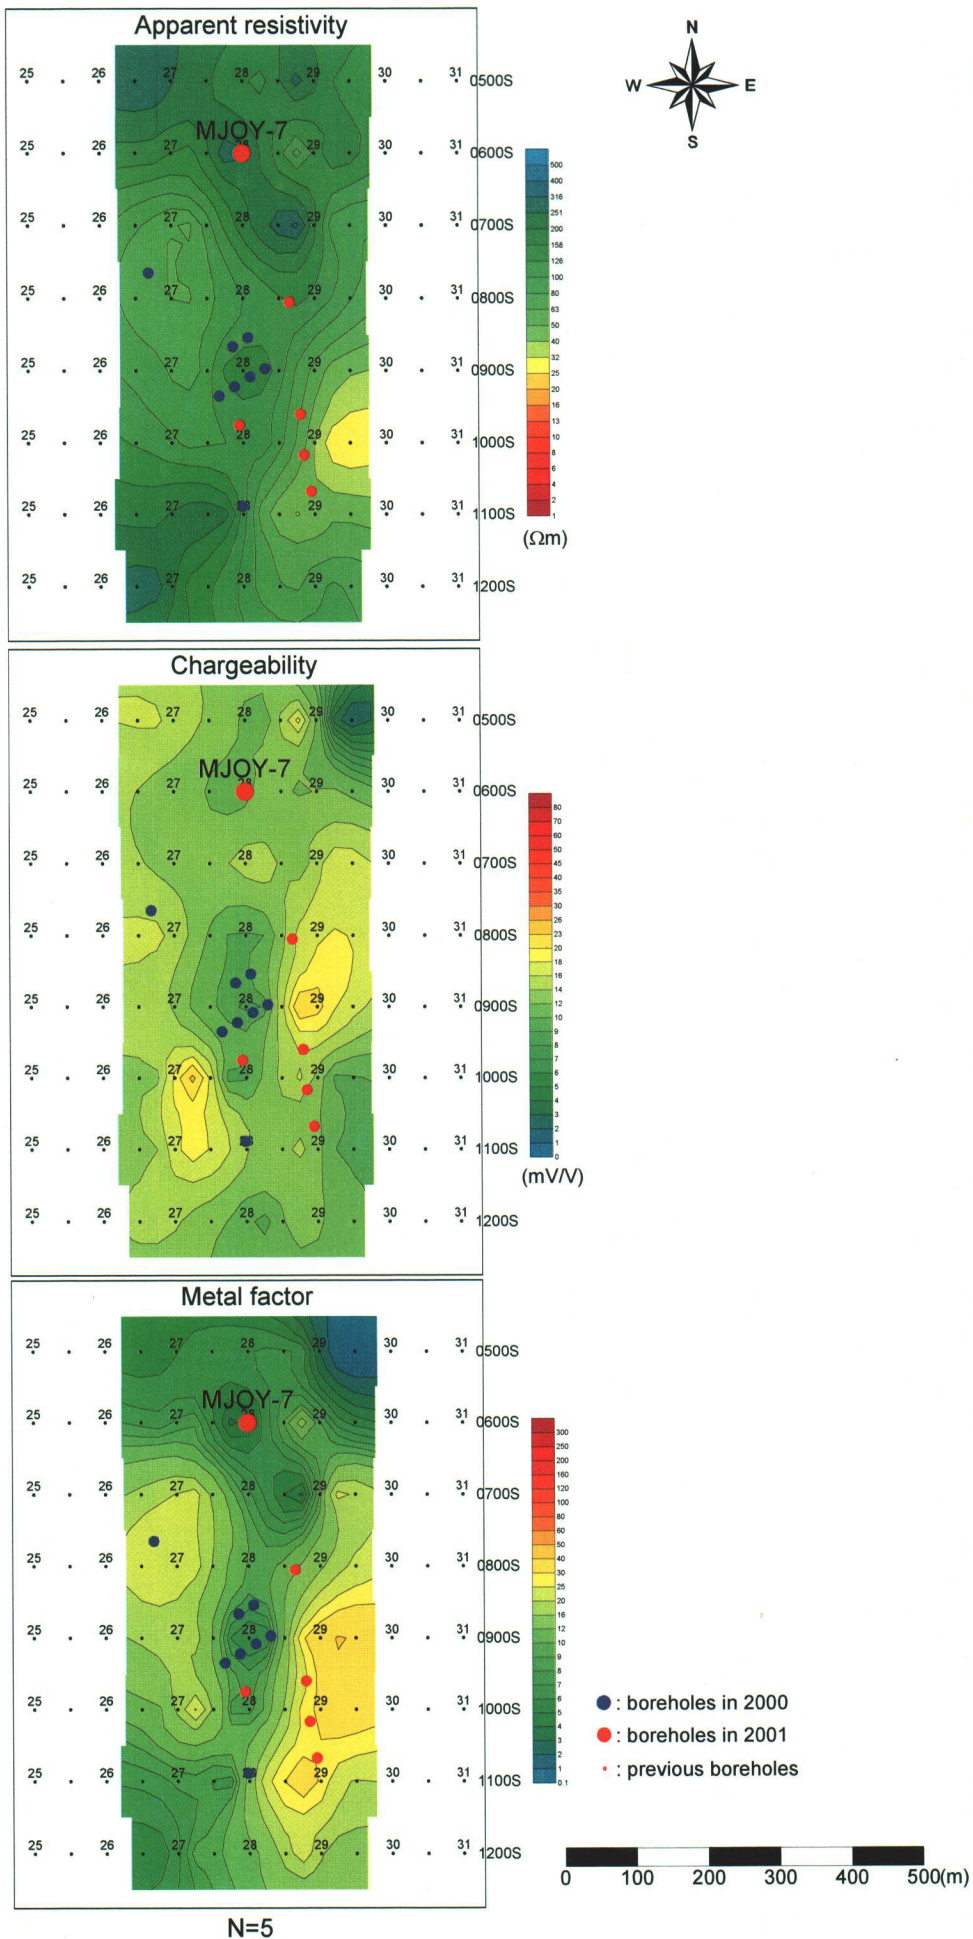 Apparent resistivity
N
W E
S
25 26 27 28 29 30 31 0500S
MJOY-7
25 26 27 28 29 30 31 0600S
25 26 27 28 29 30 31 0700S
25 26 27 28 29 30 31 0800S
25 26 27 28 29 30 31 0900S
25 26 27 29 30 31 1000S
25 26 27 28 29 30 31 1100S
25 26 27 28 29 30 31 1200S
500
400
316
251
200
158
126
100
80
63
50
40
32
25
20
16
13
10
8
6
4
2
1
(Ωm)
Chargeability
25 26 27 28 29 30 31 0500S
MJOY-7
25 26 27 28 29 30 31 0600S
25 26 27 28 29 30 31 0700S
25 26 27 28 29 30 31 0800S
25 26 27 28 29 30 31 0900S
25 26 27 28 29 30 31 1000S
25 26 27 28 29 30 31 1100S
25 26 27 28 29 30 31 1200S
80
70
60
50
45
40
35
30
26
23
20
18
16
14
12
10
9
8
7
6
5
4
3
2
1
0
(mV/V)
Metal factor
25 26 27 28 29 30 31 0500S
MJOY-7
25 26 27 28 29 30 31 0600S
25 26 27 28 29 30 31 0700S
25 26 27 28 29 30 31 0800S
25 26 27 28 29 30 31 0900S
25 26 27 28 29 30 31 1000S
25 26 27 28 29 30 31 1100S
25 26 27 28 29 30 31 1200S
300
250
200
160
120
100
80
60
50
40
30
25
20
16
12
10
9
8
7
6
5
4
3
2
1
0.1
: boreholes in 2000
: boreholes in 2001
: previous boreholes
0 100 200 300 400 500(m)
N=5